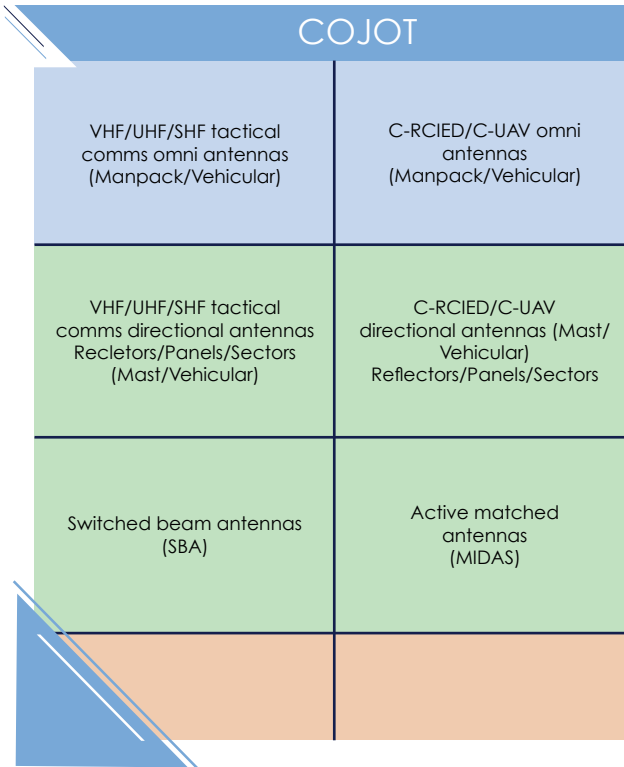 COJOT
VHF/UHF/SHF tactical
comms omni antennas
(Manpack/Vehicular)
C-RCIED/C-UAV omni
antennas
(Manpack/Vehicular)
VHF/UHF/SHF tactical
comms directional antennas
Recletors/Panels/Sectors
(Mast/Vehicular)
C-RCIED/C-UAV
directional antennas (Mast/
Vehicular)
Reflectors/Panels/Sectors
Switched beam antennas
(SBA)
Active matched
antennas
(MIDAS)